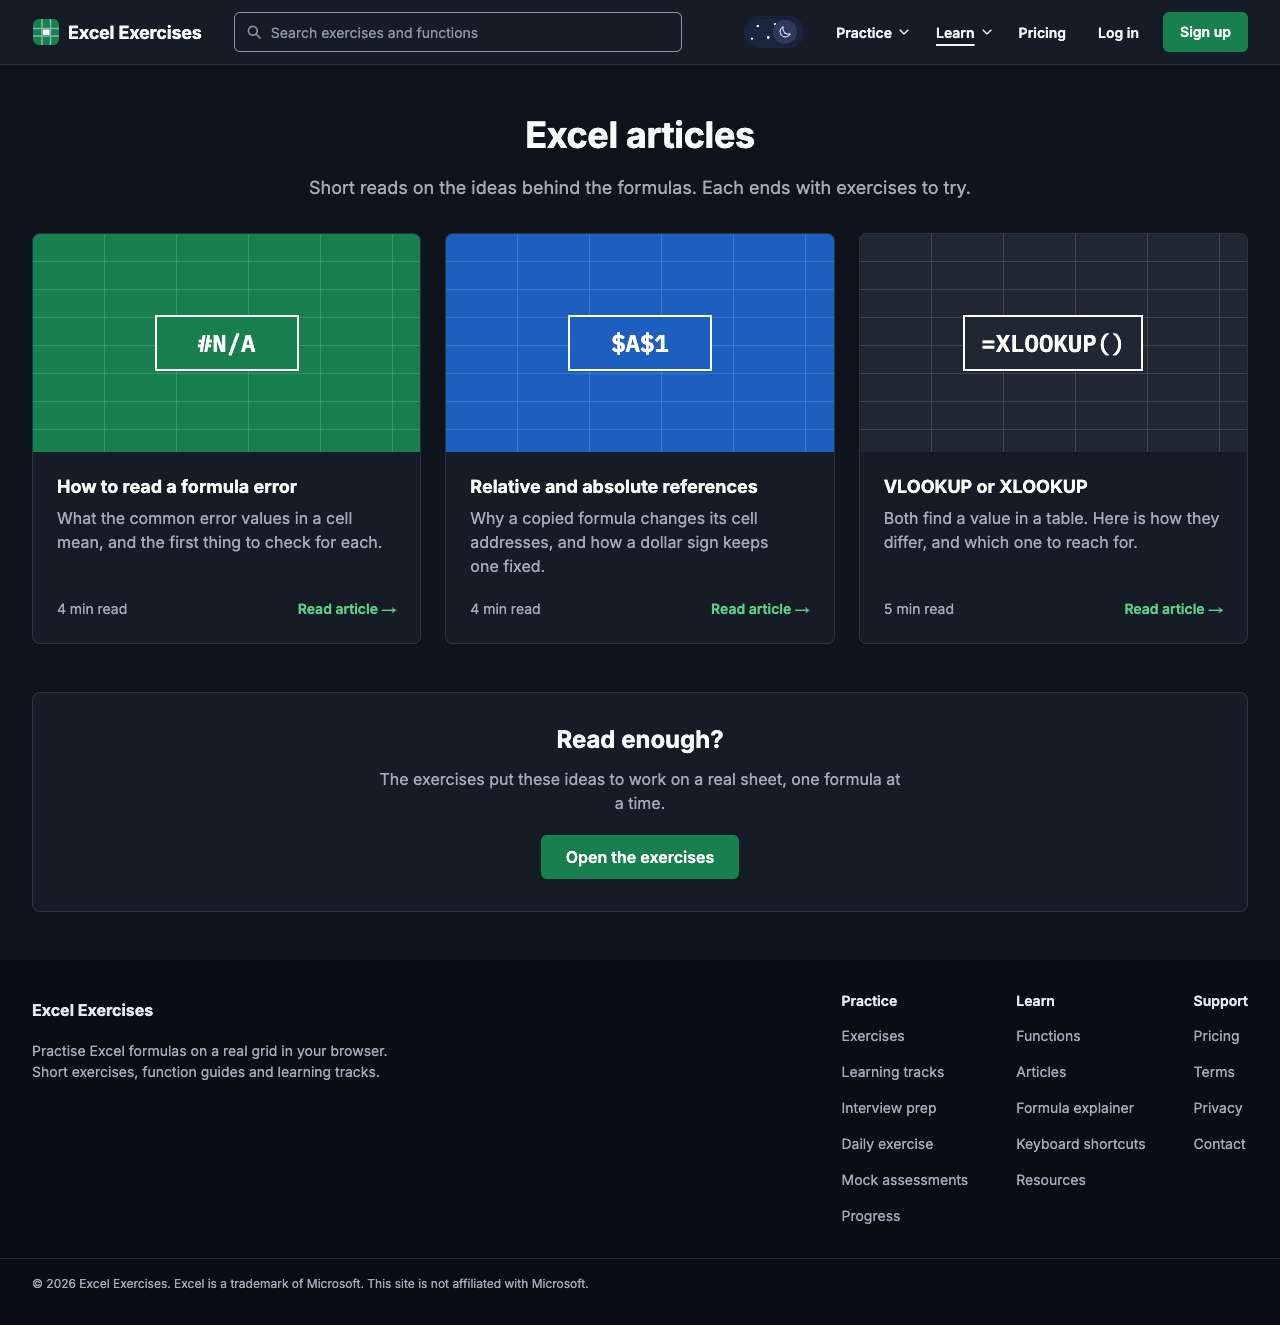 Excel Exercises
Search exercises and functions
Practice
Learn
Pricing
Log in
Sign up
Excel articles
Short reads on the ideas behind the formulas. Each ends with exercises to try.
#N/A
How to read a formula error
What the common error values in a cell
mean, and the first thing to check for each.
4 min read
Read article →
$A$1
Relative and absolute references
Why a copied formula changes its cell
addresses, and how a dollar sign keeps
one fixed.
4 min read
Read article →
=XLOOKUP()
VLOOKUP or XLOOKUP
Both find a value in a table. Here is how they
differ, and which one to reach for.
5 min read
Read article →
Read enough?
The exercises put these ideas to work on a real sheet, one formula at
a time.
Open the exercises
Excel Exercises
Practise Excel formulas on a real grid in your browser.
Short exercises, function guides and learning tracks.
Practice
Exercises
Learning tracks
Interview prep
Daily exercise
Mock assessments
Progress
Learn
Functions
Articles
Formula explainer
Keyboard shortcuts
Resources
Support
Pricing
Terms
Privacy
Contact
© 2026 Excel Exercises. Excel is a trademark of Microsoft. This site is not affiliated with Microsoft.